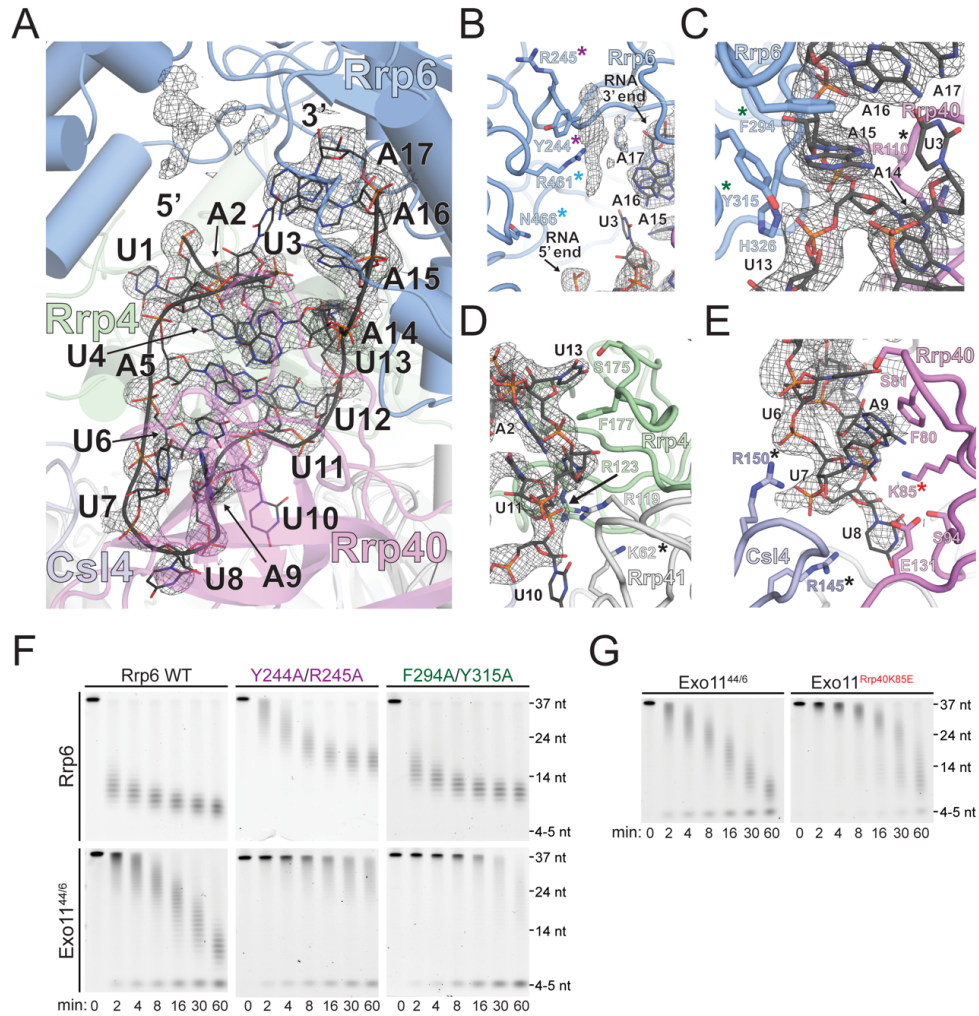 A
Rrp6
3’
A17
5’
A2
U3
A16
U1
A15
Rrp4
U4
A14
A5
U13
U12
U6
U11
U7
U10
Rrp40
Csl4
U8
A9
B
R245*
Rrp6
RNA
3’ end
Y244*
A17
R461*
A16
N466*
U3
A15
RNA
5’ end
C
Rrp6
A17
A16
Rrp40
*
F294
A15
*
R110
U3
*
A14
Y315
H326
U13
D
U13
S175
A2
F177
Rrp4
R123
U11
R119
K62*
Rrp41
U10
E
Rrp40
S81
U6
A9
F80
R150*
U7
K85*
U8
S94
Csl4
E131
R145*
F
Rrp6 WT
Y244A/R245A
F294A/Y315A
Rrp6
37 nt
24 nt
14 nt
4-5 nt
Exo1144/6
37 nt
24 nt
14 nt
4-5 nt
min: 0 2 4 8 16 30 60 0 2 4 8 16 30 60 0 2 4 8 16 30 60
G
Exo1144/6
Exo11Rrp40K85E
37 nt
24 nt
14 nt
4-5 nt
min: 0 2 4 8 16 30 60 0 2 4 8 16 30 60